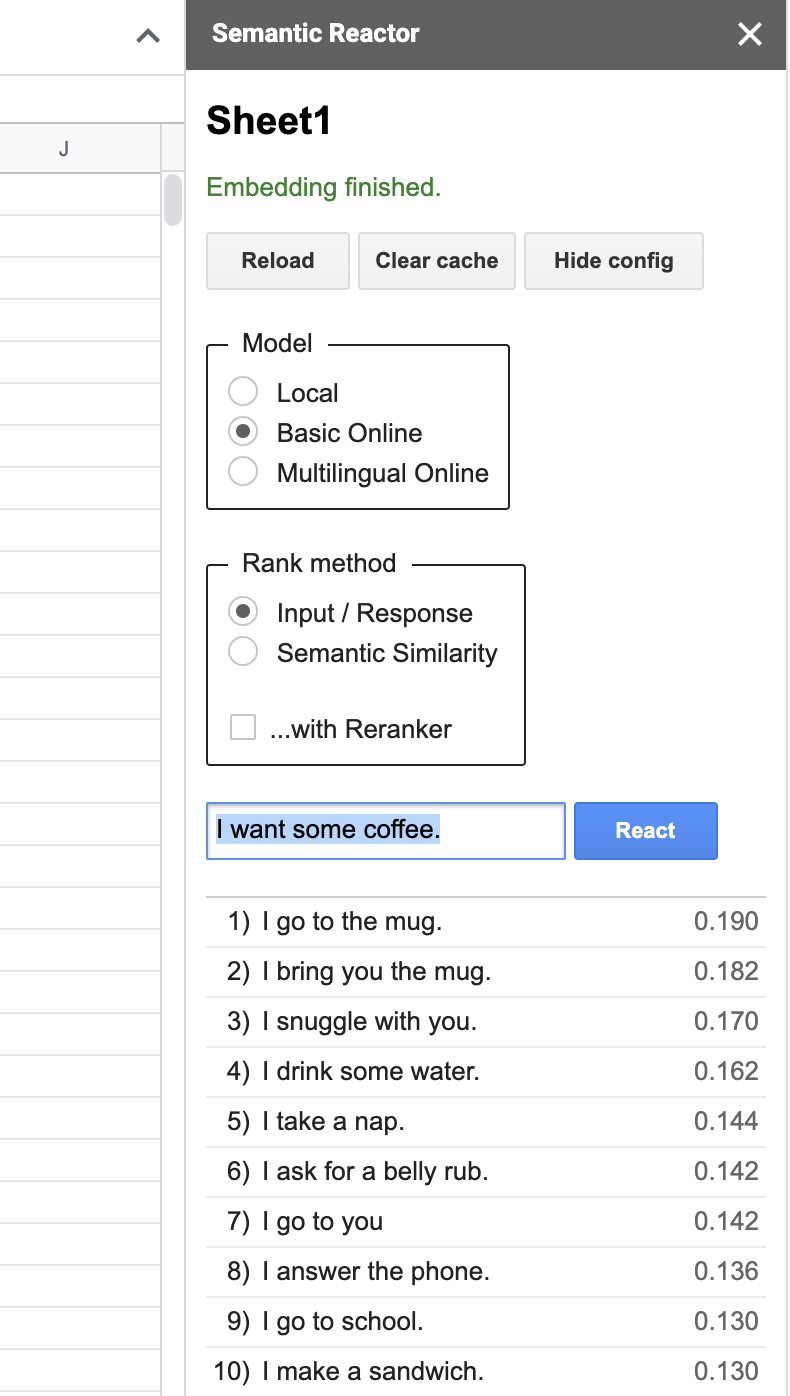 Semantic Reactor
J
Sheet1
Embedding finished.
Reload Clear cache Hide config
Model
Local
Basic Online
Multilingual Online
Rank method
Input / Response
Semantic Similarity
...with Reranker
I want some coffee. React
1) I go to the mug. 0.190
2) I bring you the mug. 0.182
3) I snuggle with you. 0.170
4) I drink some water. 0.162
5) I take a nap. 0.144
6) I ask for a belly rub. 0.142
7) I go to you 0.142
8) I answer the phone. 0.136
9) I go to school. 0.130
10) I make a sandwich. 0.130